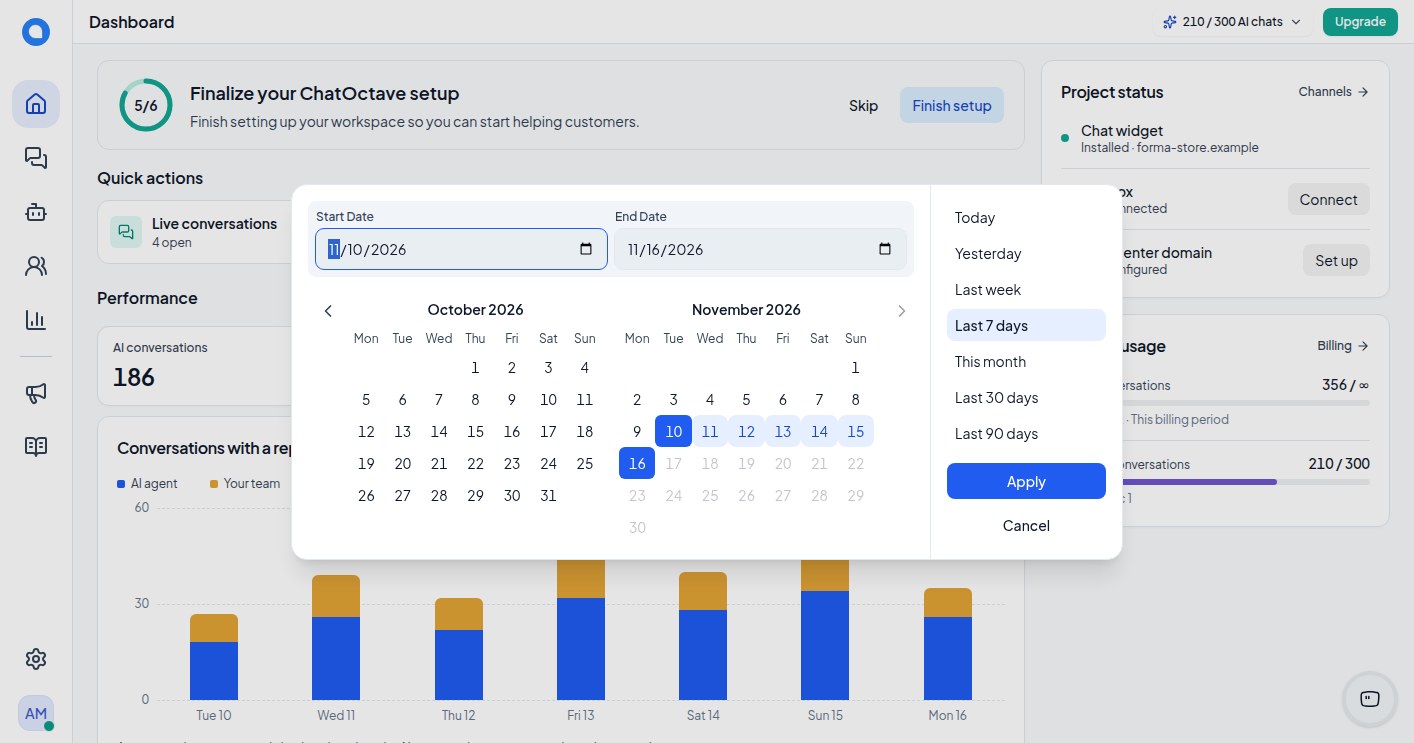 Dashboard
210 / 300 AI chats
Upgrade
5/6
Finalize your ChatOctave setup
Finish setting up your workspace so you can start helping customers.
Skip
Finish setup
Project status
Channels
Chat widget
Installed · forma-store.example
Connect
enter domain
Set up
Quick actions
Live conversations
4 open
Performance
AI conversations
186
Start Date
End Date
11/10/2026
11/16/2026
October 2026
Mon Tue Wed Thu Fri Sat Sun
1 2 3 4
5 6 7 8 9 10 11
12 13 14 15 16 17 18
19 20 21 22 23 24 25
26 27 28 29 30 31
November 2026
Mon Tue Wed Thu Fri Sat Sun
1
2 3 4 5 6 7 8
9 10 11 12 13 14 15
16 17 18 19 20 21 22
23 24 25 26 27 28 29
30
Today
Yesterday
Last week
Last 7 days
This month
Last 30 days
Last 90 days
Apply
Cancel
usage
Billing
356 / ∞
· This billing period
210 / 300
Conversations with a rep
AI agent
Your team
60
30
0
Tue 10
Wed 11
Thu 12
Fri 13
Sat 14
Sun 15
Mon 16
AM